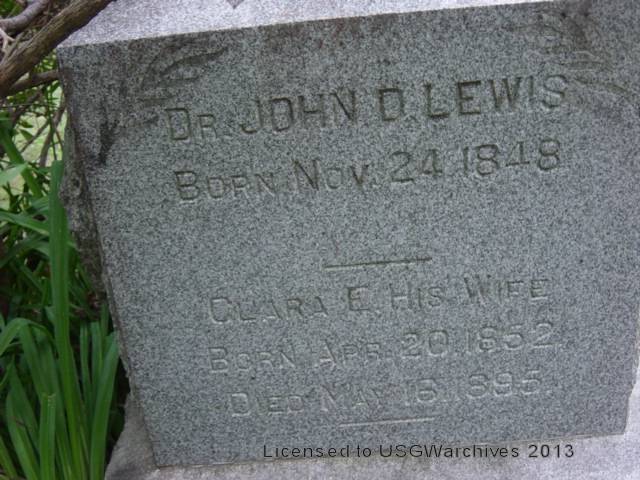 DR. JOHN D. LEWIS
BORN. NOV. 24. 1848
CLARA E. HIS WIFE
BORN APR. 20. 1852.
DIED MAY 18. 1895.
Licensed to USGWarchives 2013